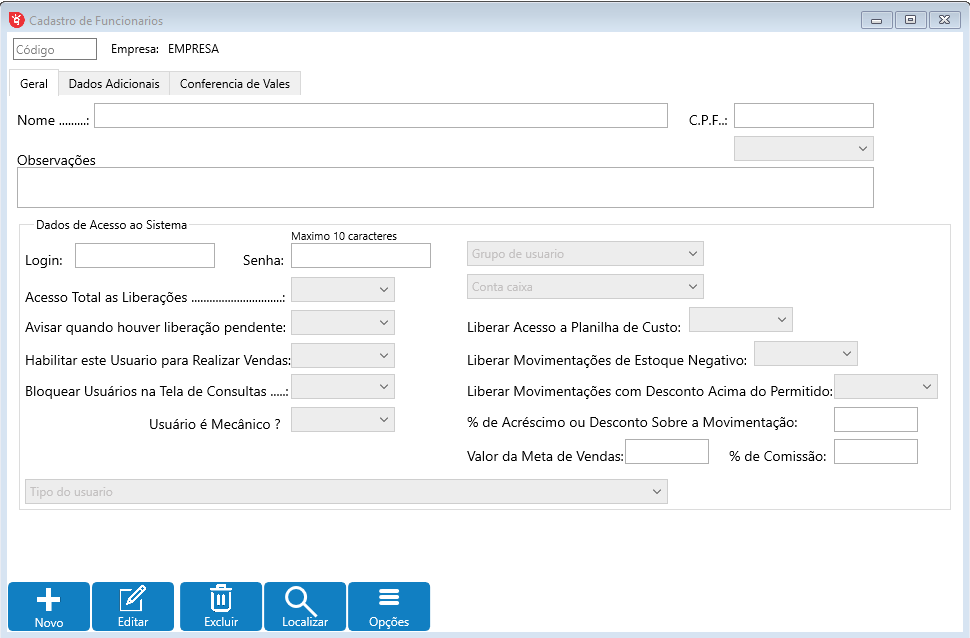 Cadastro de Funcionarios
Código Empresa: EMPRESA
Geral Dados Adicionais Conferencia de Vales
Nome .........: C.P.F..:
Observações
Dados de Acesso ao Sistema
Maximo 10 caracteres
Login: Senha: Grupo de usuario
Conta caixa
Acesso Total as Liberações ..............................:
Avisar quando houver liberação pendente: Liberar Acesso a Planilha de Custo:
Habilitar este Usuario para Realizar Vendas: Liberar Movimentações de Estoque Negativo:
Bloquear Usuários na Tela de Consultas .....: Liberar Movimentações com Desconto Acima do Permitido:
Usuário é Mecânico ? % de Acréscimo ou Desconto Sobre a Movimentação:
Valor da Meta de Vendas: % de Comissão:
Tipo do usuario
Novo Editar Excluir Localizar Opções